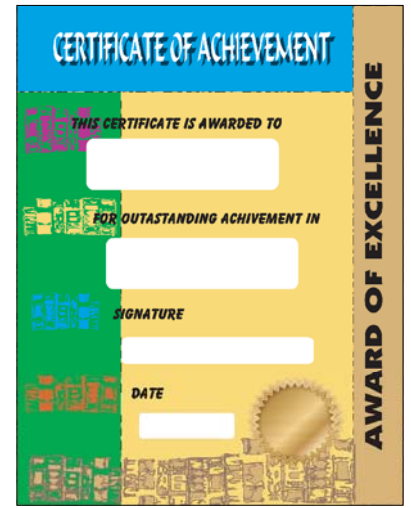 CERTIFICATE OF ACHIEVEMENT
THIS CERTIFICATE IS AWARDED TO
FOR OUTASTANDING ACHIVEMENT IN
SIGNATURE
DATE
AWARD OF EXCELLENCE